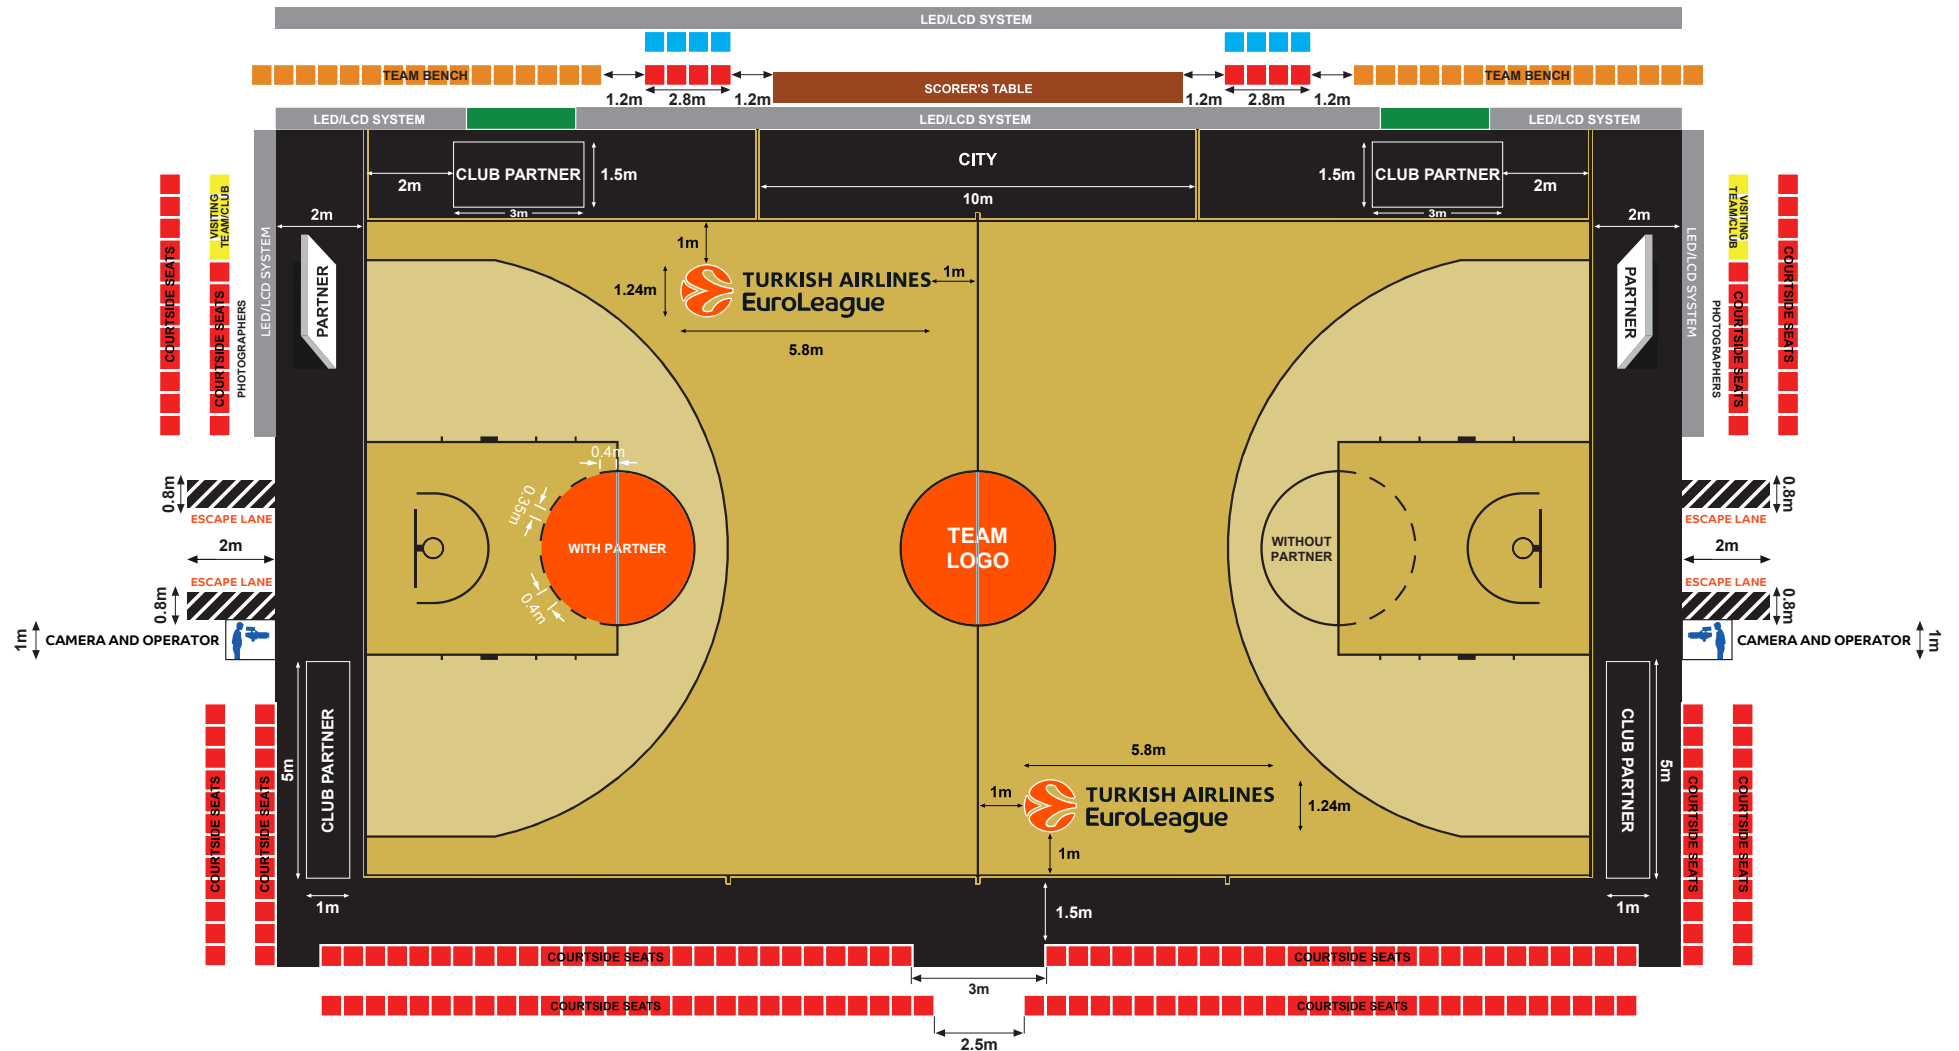 LED/LCD SYSTEM
TEAM BENCH
TEAM BENCH
SCORER'S TABLE
1.2m
2.8m
1.2m
1.2m
2.8m
1.2m
LED/LCD SYSTEM
LED/LCD SYSTEM
LED/LCD SYSTEM
CITY
CLUB PARTNER
1.5m
1.5m
CLUB PARTNER
2m
2m
10m
3m
3m
2m
2m
VISITING
TEAM/CLUB
VISITING
TEAM/CLUB
1m
LED/LCD SYSTEM
LED/LCD SYSTEM
COURTSIDE SEATS
COURTSIDE SEATS
PHOTOGRAPHERS
PARTNER
1.24m
TURKISH AIRLINES
EuroLeague
1m
5.8m
PARTNER
PHOTOGRAPHERS
COURTSIDE SEATS
COURTSIDE SEATS
0.4m
0.35m
0.4m
0.8m
0.8m
ESCAPE LANE
ESCAPE LANE
2m
2m
WITH PARTNER
TEAM
LOGO
WITHOUT
PARTNER
ESCAPE LANE
ESCAPE LANE
0.8m
0.8m
1m
CAMERA AND OPERATOR
CAMERA AND OPERATOR
1m
5.8m
5m
CLUB PARTNER
CLUB PARTNER
5m
1m
TURKISH AIRLINES
EuroLeague
1.24m
1m
COURTSIDE SEATS
COURTSIDE SEATS
COURTSIDE SEATS
COURTSIDE SEATS
1m
1m
1.5m
COURTSIDE SEATS
COURTSIDE SEATS
3m
COURTSIDE SEATS
COURTSIDE SEATS
2.5m